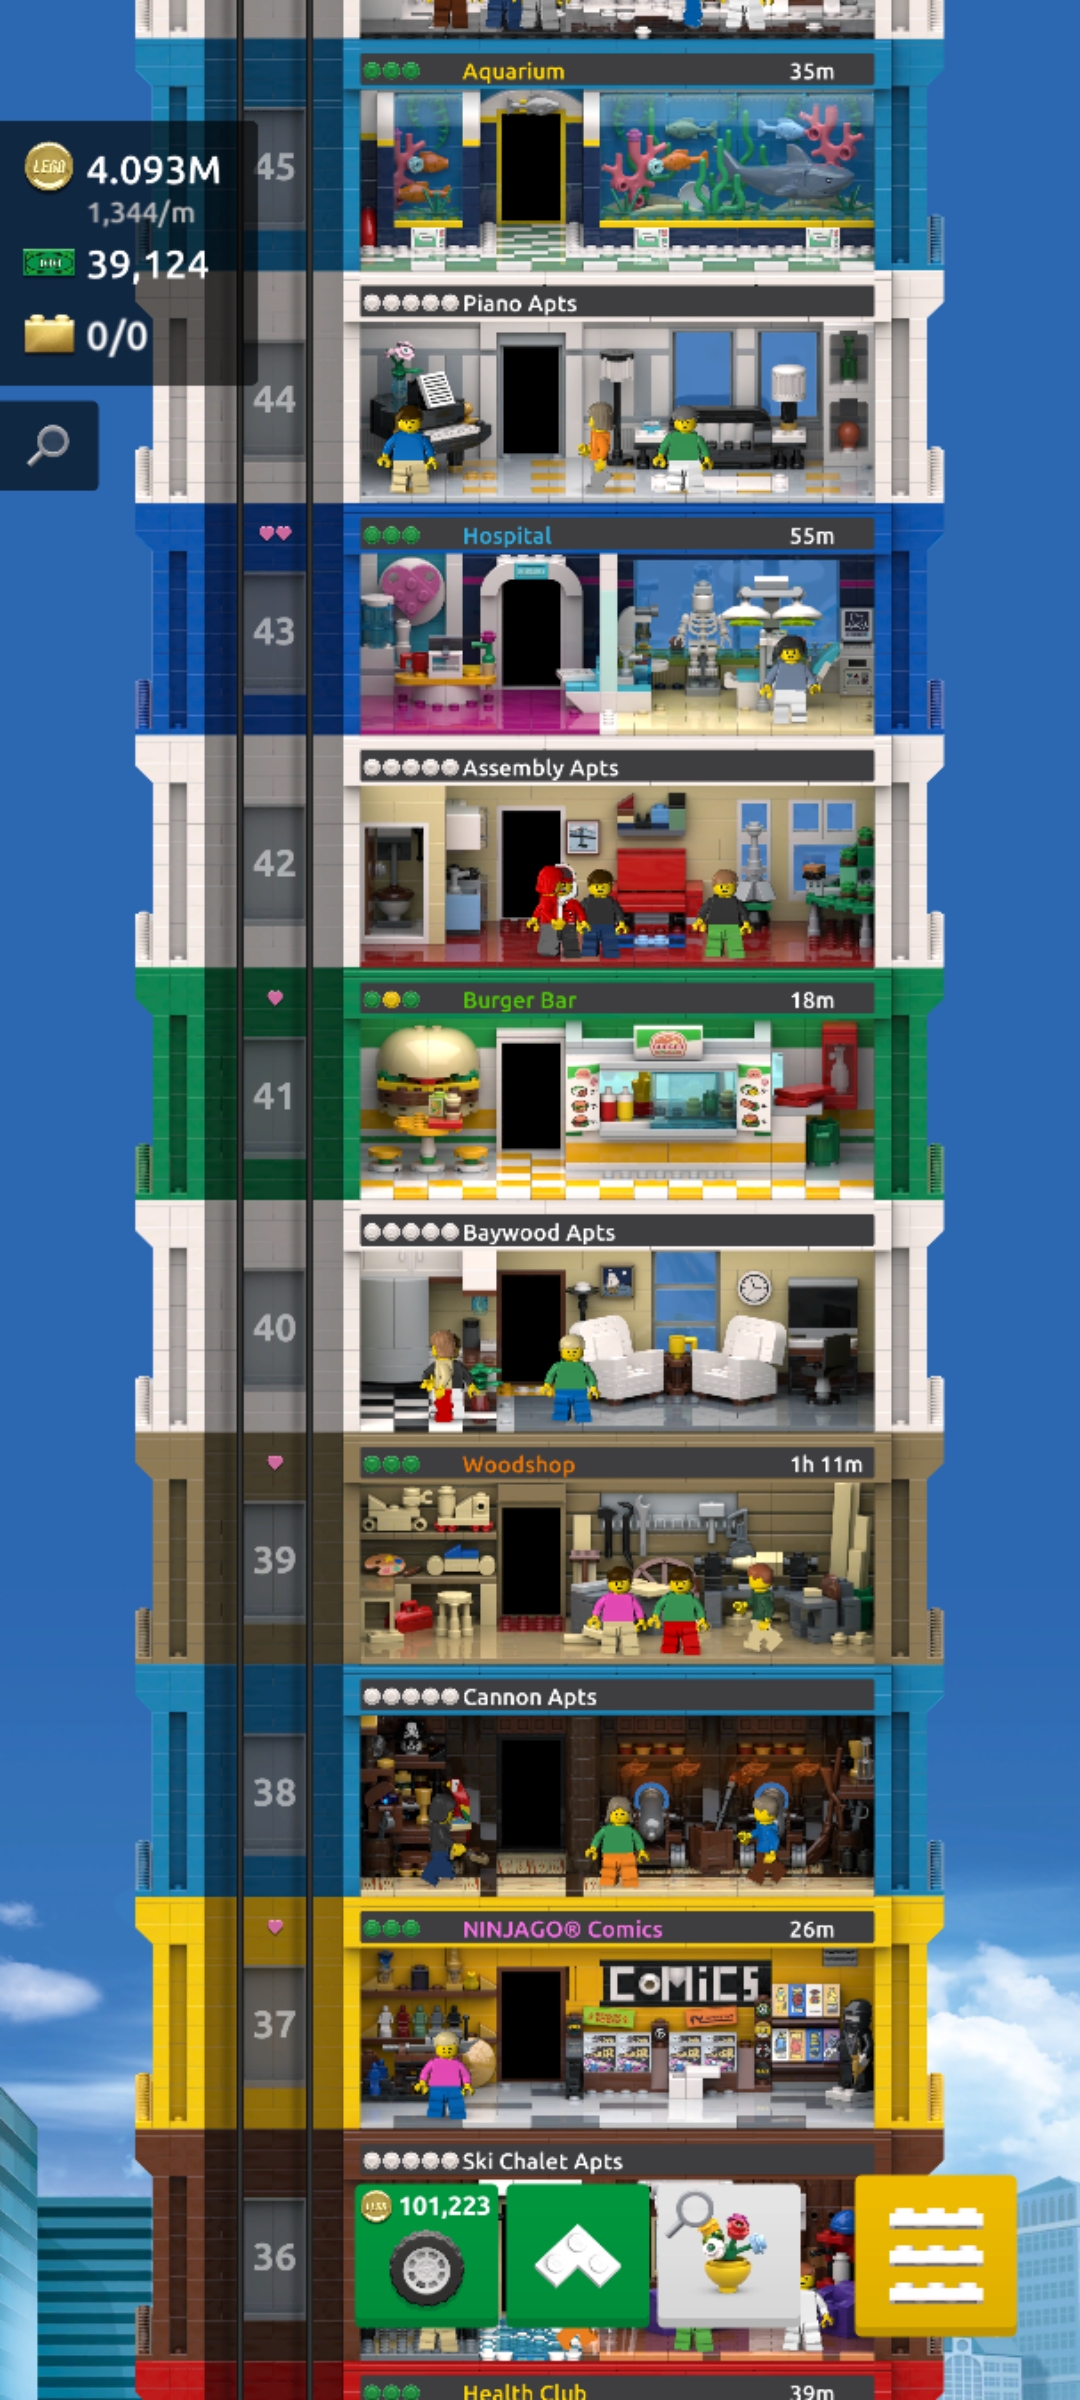 Aquarium 35m
45
LEGO 4.093M
1,344/m
39,124
0/0
Piano Apts
44
Hospital 55m
43
Assembly Apts
42
Burger Bar 18m
41
Baywood Apts
40
Woodshop 1h 11m
39
Cannon Apts
38
NINJAGO® Comics 26m
COMiCS
37
Ski Chalet Apts
101,223
36
Health Club 39m